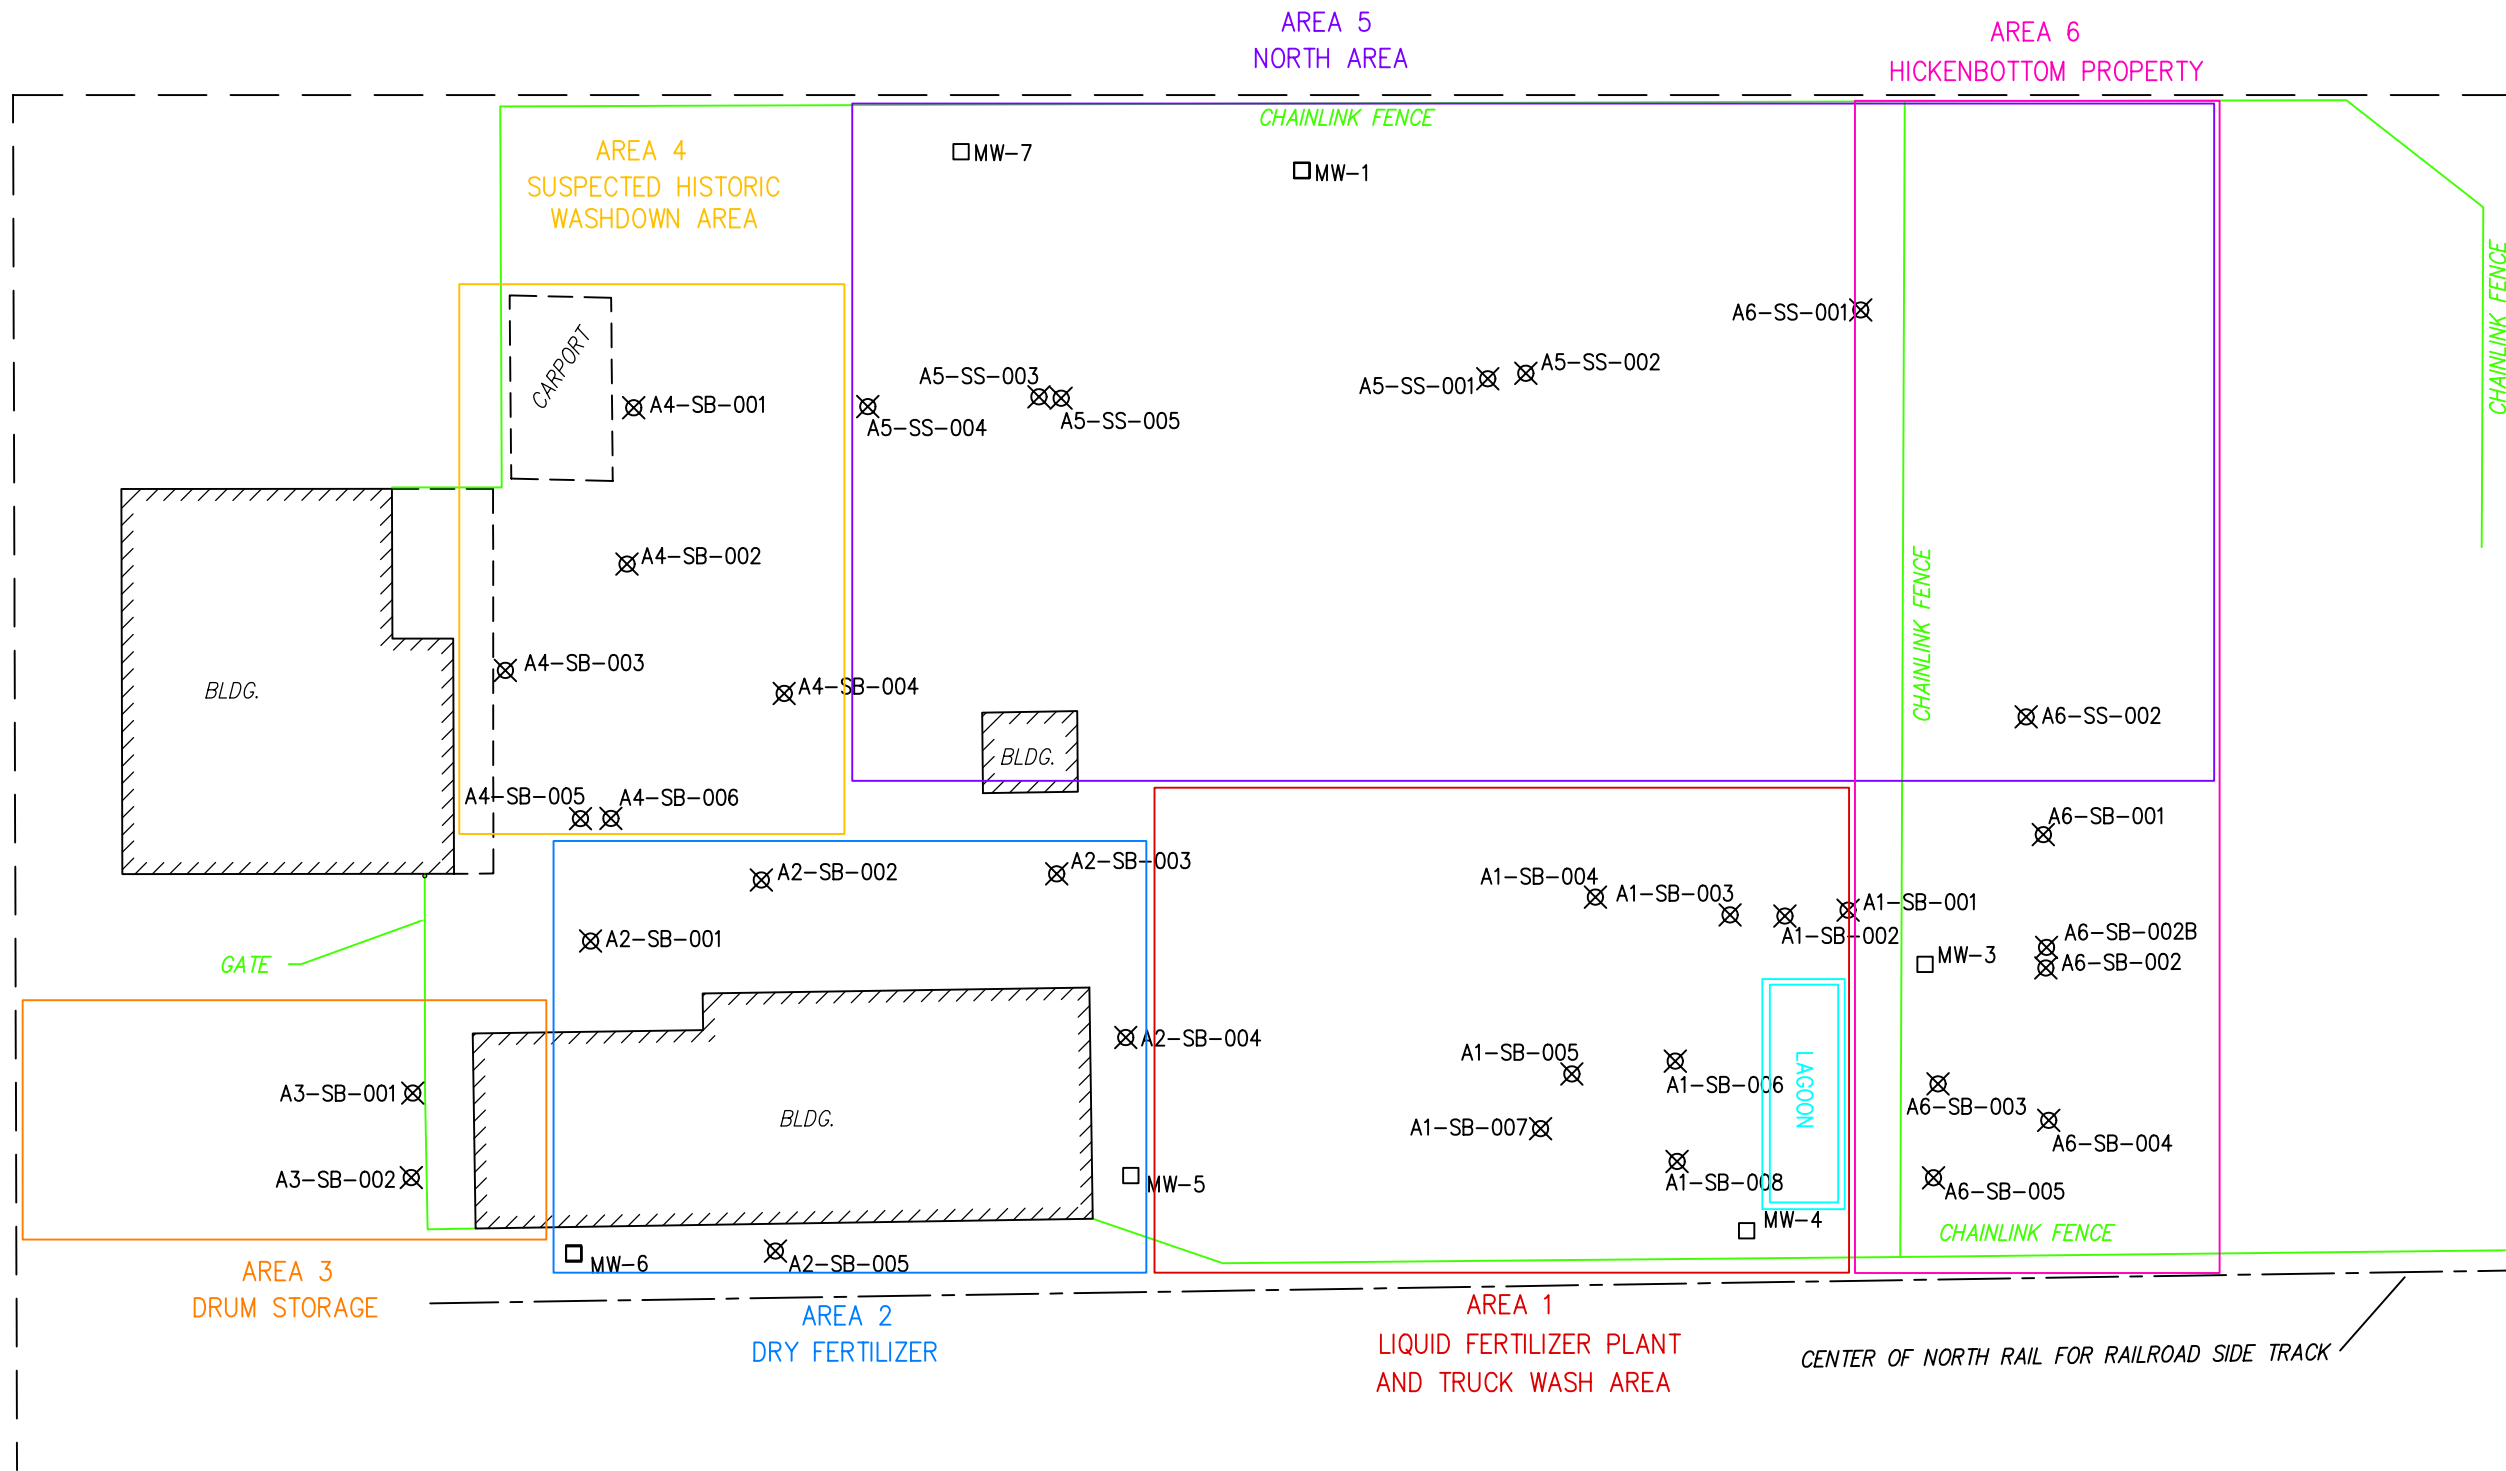 AREA 5
NORTH AREA
AREA 6
HICKENBOTTOM PROPERTY
CHAINLINK FENCE
AREA 4
SUSPECTED HISTORIC
WASHDOWN AREA
MW-7
MW-1
CHAINLINK FENCE
A6-SS-001
CARPORT
A5-SS-003
A5-SS-001
A5-SS-002
A4-SB-001
A5-SS-004
A5-SS-005
A4-SB-002
CHAINLINK FENCE
A4-SB-003
A4-SB-004
BLDG.
A6-SS-002
BLDG.
A4-SB-005
A4-SB-006
A6-SB-001
A2-SB-002
A2-SB-003
A1-SB-004
A1-SB-003
A1-SB-001
A2-SB-001
A1-SB-002
A6-SB-002B
MW-3
A6-SB-002
GATE
A2-SB-004
A1-SB-005
LAGOON
A3-SB-001
A1-SB-006
A6-SB-003
BLDG.
A1-SB-007
A6-SB-004
A3-SB-002
MW-5
A1-SB-008
A6-SB-005
MW-4
CHAINLINK FENCE
MW-6
A2-SB-005
AREA 3
DRUM STORAGE
AREA 2
DRY FERTILIZER
AREA 1
LIQUID FERTILIZER PLANT
AND TRUCK WASH AREA
CENTER OF NORTH RAIL FOR RAILROAD SIDE TRACK